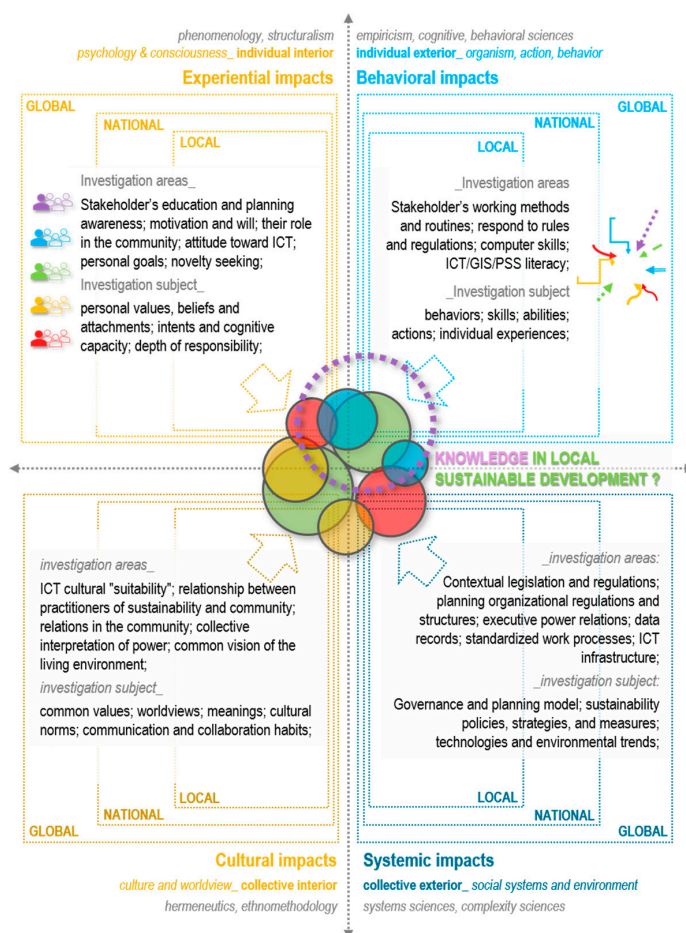 phenomenology, structuralism
psychology & consciousness_ individual interior
Experiential impacts
empiricism, cognitive, behavioral sciences
individual exterior_ organism, action, behavior
Behavioral impacts
GLOBAL
NATIONAL
LOCAL
Investigation areas_
Stakeholder's education and planning
awareness; motivation and will; their role
in the community; attitude toward ICT;
personal goals; novelty seeking;
Investigation subject_
personal values, beliefs and
attachments; intents and cognitive
capacity; depth of responsibility;
GLOBAL
NATIONAL
LOCAL
_Investigation areas
Stakeholder's working methods
and routines; respond to rules
and regulations; computer skills;
ICT/GIS/PSS literacy;
_Investigation subject
behaviors; skills; abilities;
actions; individual experiences;
KNOWLEDGE IN LOCAL
SUSTAINABLE DEVELOPMENT ?
investigation areas_
ICT cultural "suitability"; relationship between
practitioners of sustainability and community;
relations in the community; collective
interpretation of power; common vision of the
living environment;
investigation subject_
common values; worldviews; meanings; cultural
norms; communication and collaboration habits;
LOCAL
NATIONAL
GLOBAL
_investigation areas:
Contextual legislation and regulations;
planning organizational regulations and
structures; executive power relations; data
records; standardized work processes; ICT
infrastructure;
_investigation subject:
Governance and planning model; sustainability
policies, strategies, and measures;
technologies and environmental trends;
LOCAL
NATIONAL
GLOBAL
Cultural impacts
culture and worldview_ collective interior
hermeneutics, ethnomethodology
Systemic impacts
collective exterior_ social systems and environment
systems sciences, complexity sciences